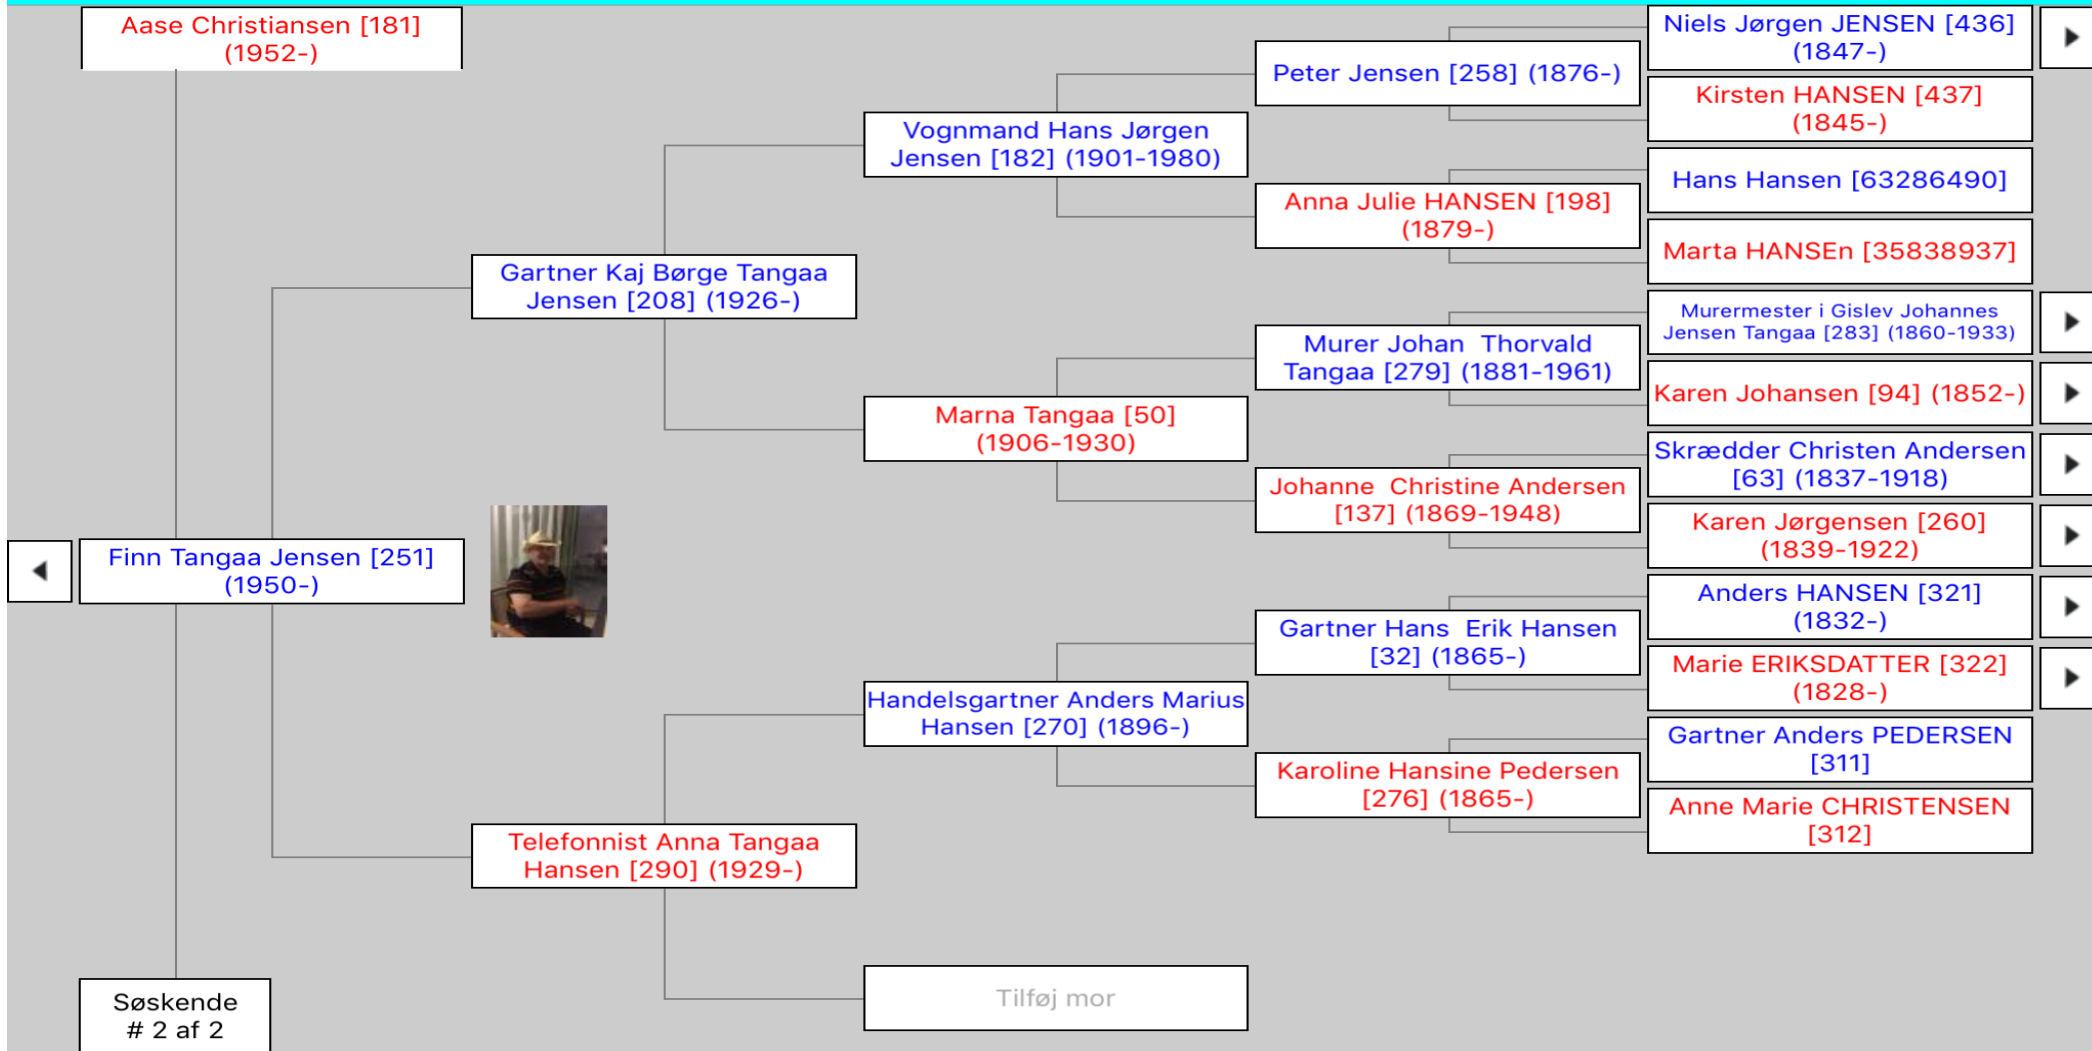 Aase Christiansen [181]
(1952-)
Finn Tangaa Jensen [251]
(1950-)
Søskende
# 2 af 2
Gartner Kaj Børge Tangaa
Jensen [208] (1926-)
Telefonnist Anna Tangaa
Hansen [290] (1929-)
Vognmand Hans Jørgen
Jensen [182] (1901-1980)
Marna Tangaa [50]
(1906-1930)
Handelsgartner Anders Marius
Hansen [270] (1896-)
Tilføj mor
Peter Jensen [258] (1876-)
Anna Julie HANSEN [198]
(1879-)
Murer Johan  Thorvald
Tangaa [279] (1881-1961)
Johanne  Christine Andersen
[137] (1869-1948)
Gartner Hans  Erik Hansen
[32] (1865-)
Karoline Hansine Pedersen
[276] (1865-)
Niels Jørgen JENSEN [436]
(1847-)
Kirsten HANSEN [437]
(1845-)
Hans Hansen [63286490]
Marta HANSEn [35838937]
Murermester i Gislev Johannes
Jensen Tangaa [283] (1860-1933)
Karen Johansen [94] (1852-)
Skrædder Christen Andersen
[63] (1837-1918)
Karen Jørgensen [260]
(1839-1922)
Anders HANSEN [321]
(1832-)
Marie ERIKSDATTER [322]
(1828-)
Gartner Anders PEDERSEN
[311]
Anne Marie CHRISTENSEN
[312]